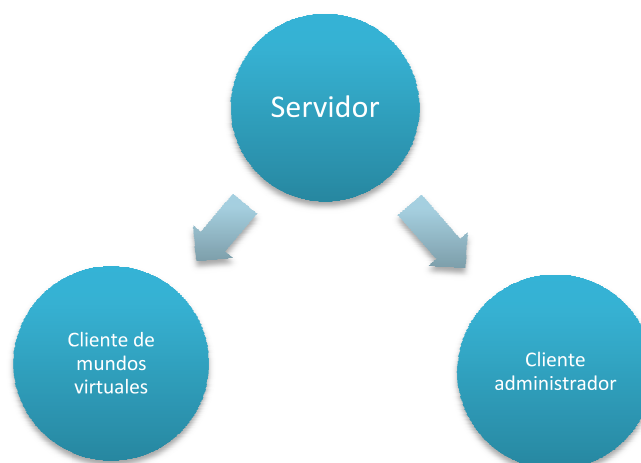 Servidor
Cliente de
mundos
virtuales
Cliente
administrador